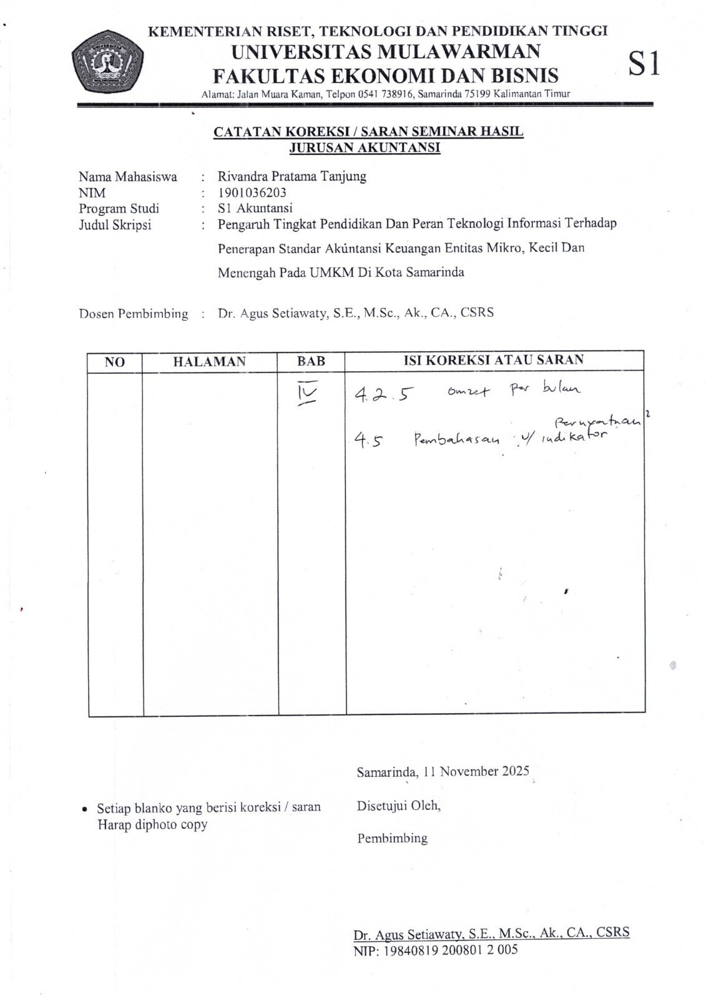 KEMENTERIAN RISET, TEKNOLOGI DAN PENDIDIKAN TINGGI
UNIVERSITAS MULAWARMAN
FAKULTAS EKONOMI DAN BISNIS
S1
Alamat: Jalan Muara Kaman, Telpon 0541 738916, Samarinda 75199 Kalimantan Timur
CATATAN KOREKSI / SARAN SEMINAR HASIL
JURUSAN AKUNTANSI
Nama Mahasiswa : Rivandra Pratama Tanjung
NIM : 1901036203
Program Studi : S1 Akuntansi
Judul Skripsi : Pengaruh Tingkat Pendidikan Dan Peran Teknologi Informasi Terhadap
Penerapan Standar Akuntansi Keuangan Entitas Mikro, Kecil Dan
Menengah Pada UMKM Di Kota Samarinda
Dosen Pembimbing : Dr. Agus Setiawaty, S.E., M.Sc., Ak., CA., CSRS
NO HALAMAN BAB ISI KOREKSI ATAU SARAN
IV 4.2.5 omzet per bulan
pernyataan2
4.5 Pembahasan u/ indikator
Samarinda, 11 November 2025
• Setiap blanko yang berisi koreksi / saran Disetujui Oleh,
Harap diphoto copy
Pembimbing
Dr. Agus Setiawaty, S.E., M.Sc., Ak., CA., CSRS
NIP: 19840819 200801 2 005